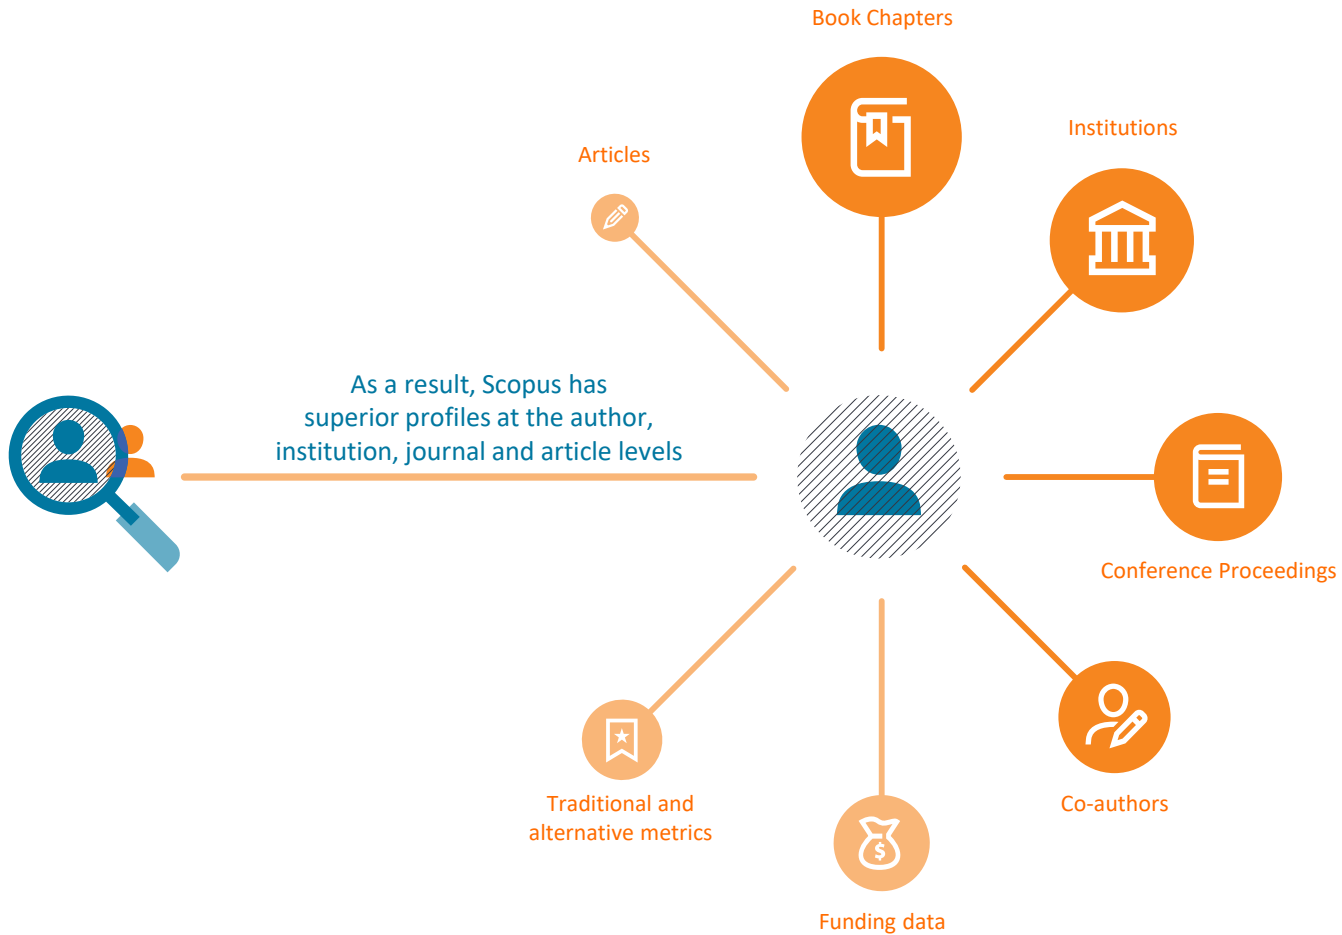 Book Chapters
Institutions
Articles
As a result, Scopus has
superior profiles at the author,
institution, journal and article levels
Conference Proceedings
Traditional and
alternative metrics
Co-authors
$
Funding data